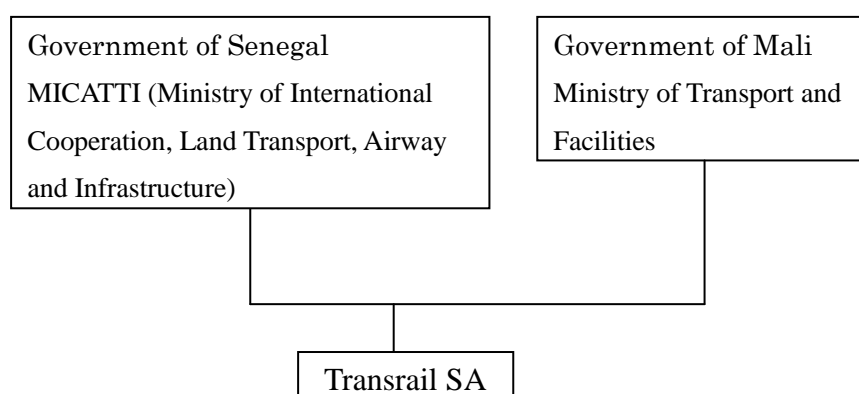 Government of Senegal
MICATTI (Ministry of International
Cooperation, Land Transport, Airway
and Infrastructure)
Government of Mali
Ministry of Transport and
Facilities
Transrail SA